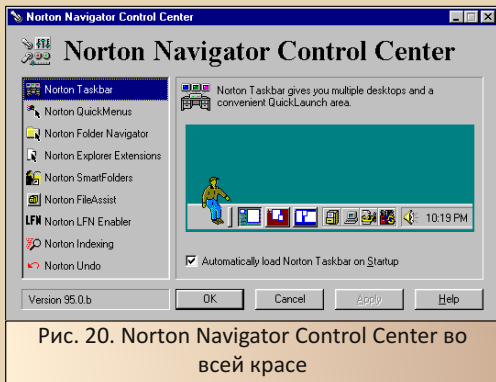 Norton Navigator Control Center
Norton Navigator Control Center
Norton Taskbar
Norton QuickMenus
Norton Folder Navigator
Norton Explorer Extensions
Norton SmartFolders
Norton FileAssist
LFN Norton LFN Enabler
Norton Indexing
Norton Undo
Norton Taskbar gives you multiple desktops and a
convenient QuickLaunch area.
10:19 PM
Automatically load Norton Taskbar on Startup
Version 95.0.b
OK
Cancel
Apply
Help
Рис. 20. Norton Navigator Control Center во
всей красе